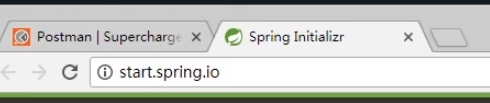 Postman | Supercharge
Spring Initializr
start.spring.io